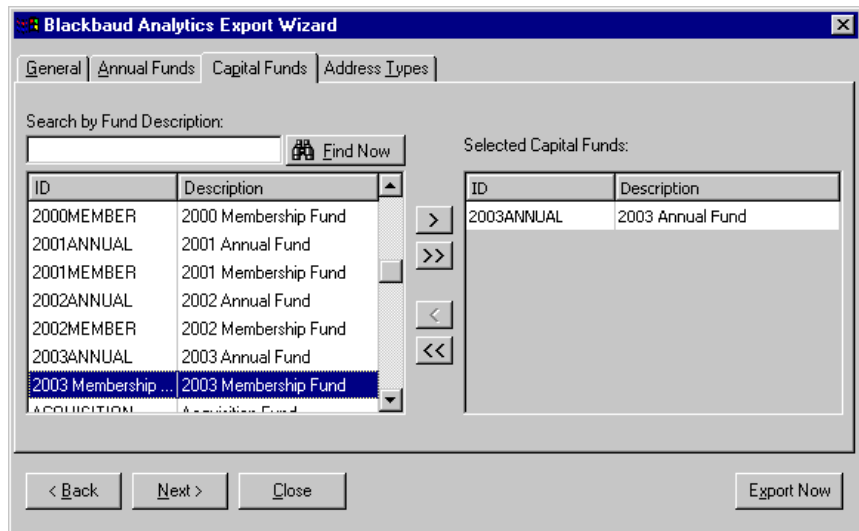 Blackbaud Analytics Export Wizard
General Annual Funds Capital Funds Address Types
Search by Fund Description:
Find Now
ID Description
2000MEMBER 2000 Membership Fund
2001ANNUAL 2001 Annual Fund
2001MEMBER 2001 Membership Fund
2002ANNUAL 2002 Annual Fund
2002MEMBER 2002 Membership Fund
2003ANNUAL 2003 Annual Fund
2003 Membership ... 2003 Membership Fund
ACQUISITION Acquisition Fund
>
>>
<
<<
Selected Capital Funds:
ID Description
2003ANNUAL 2003 Annual Fund
< Back Next > Close Export Now